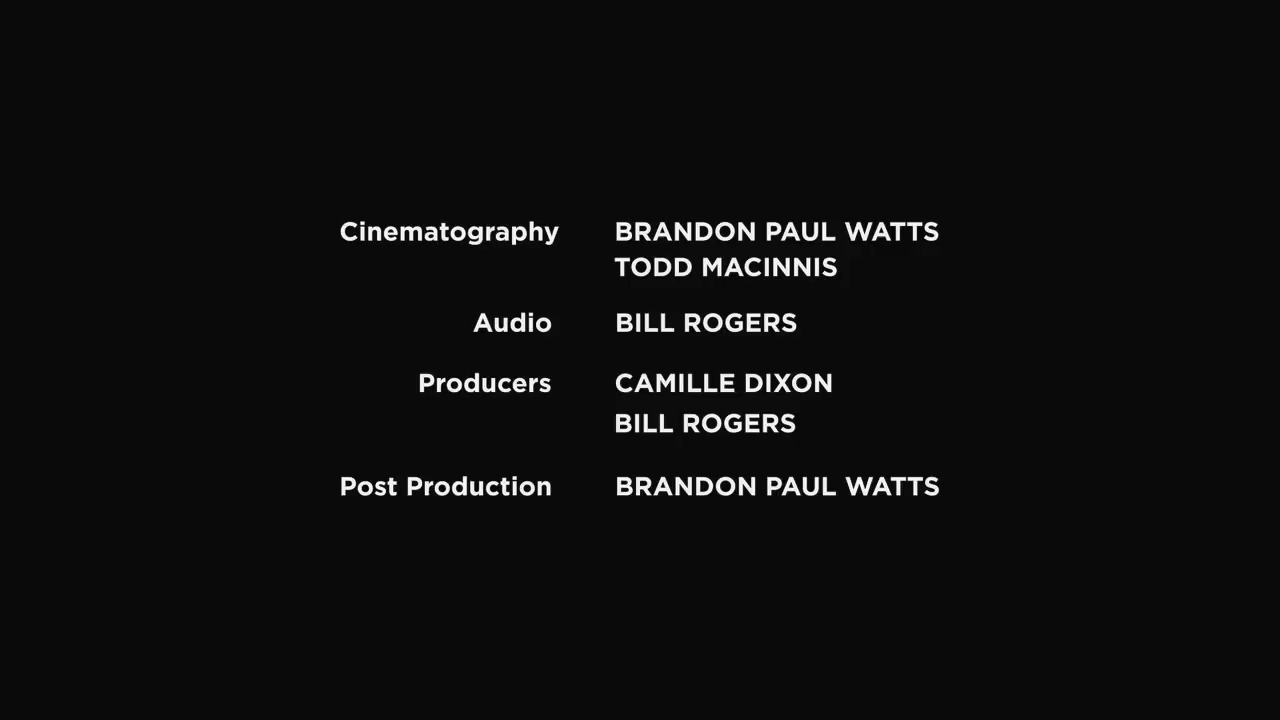 Cinematography BRANDON PAUL WATTS
TODD MACINNIS
Audio BILL ROGERS
Producers CAMILLE DIXON
BILL ROGERS
Post Production BRANDON PAUL WATTS